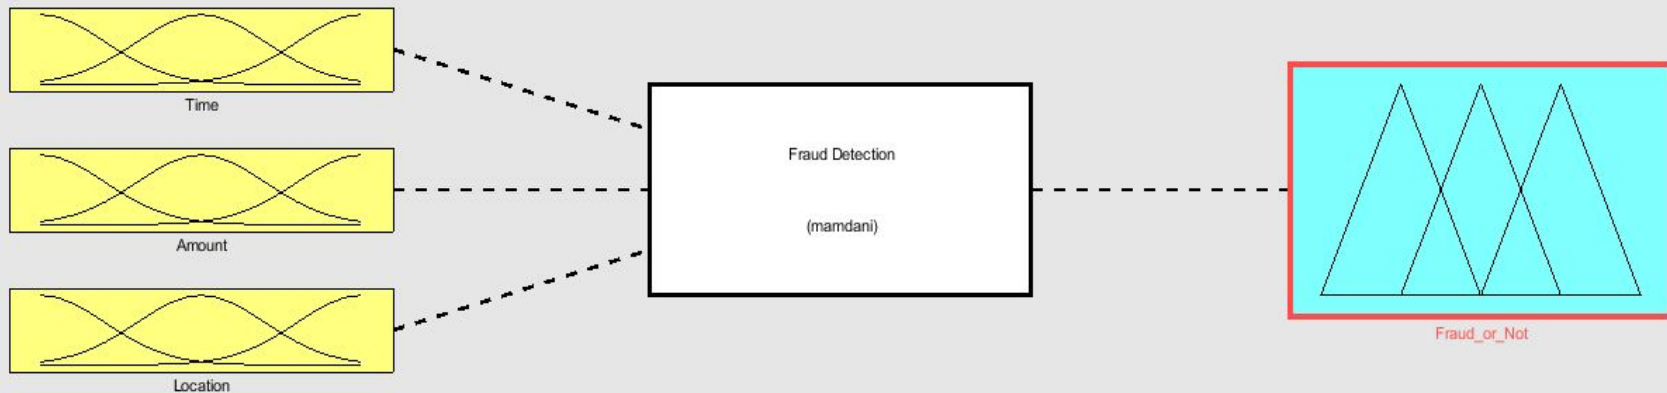 Time
Amount
Location
Fraud Detection
(mamdani)
Fraud_or_Not